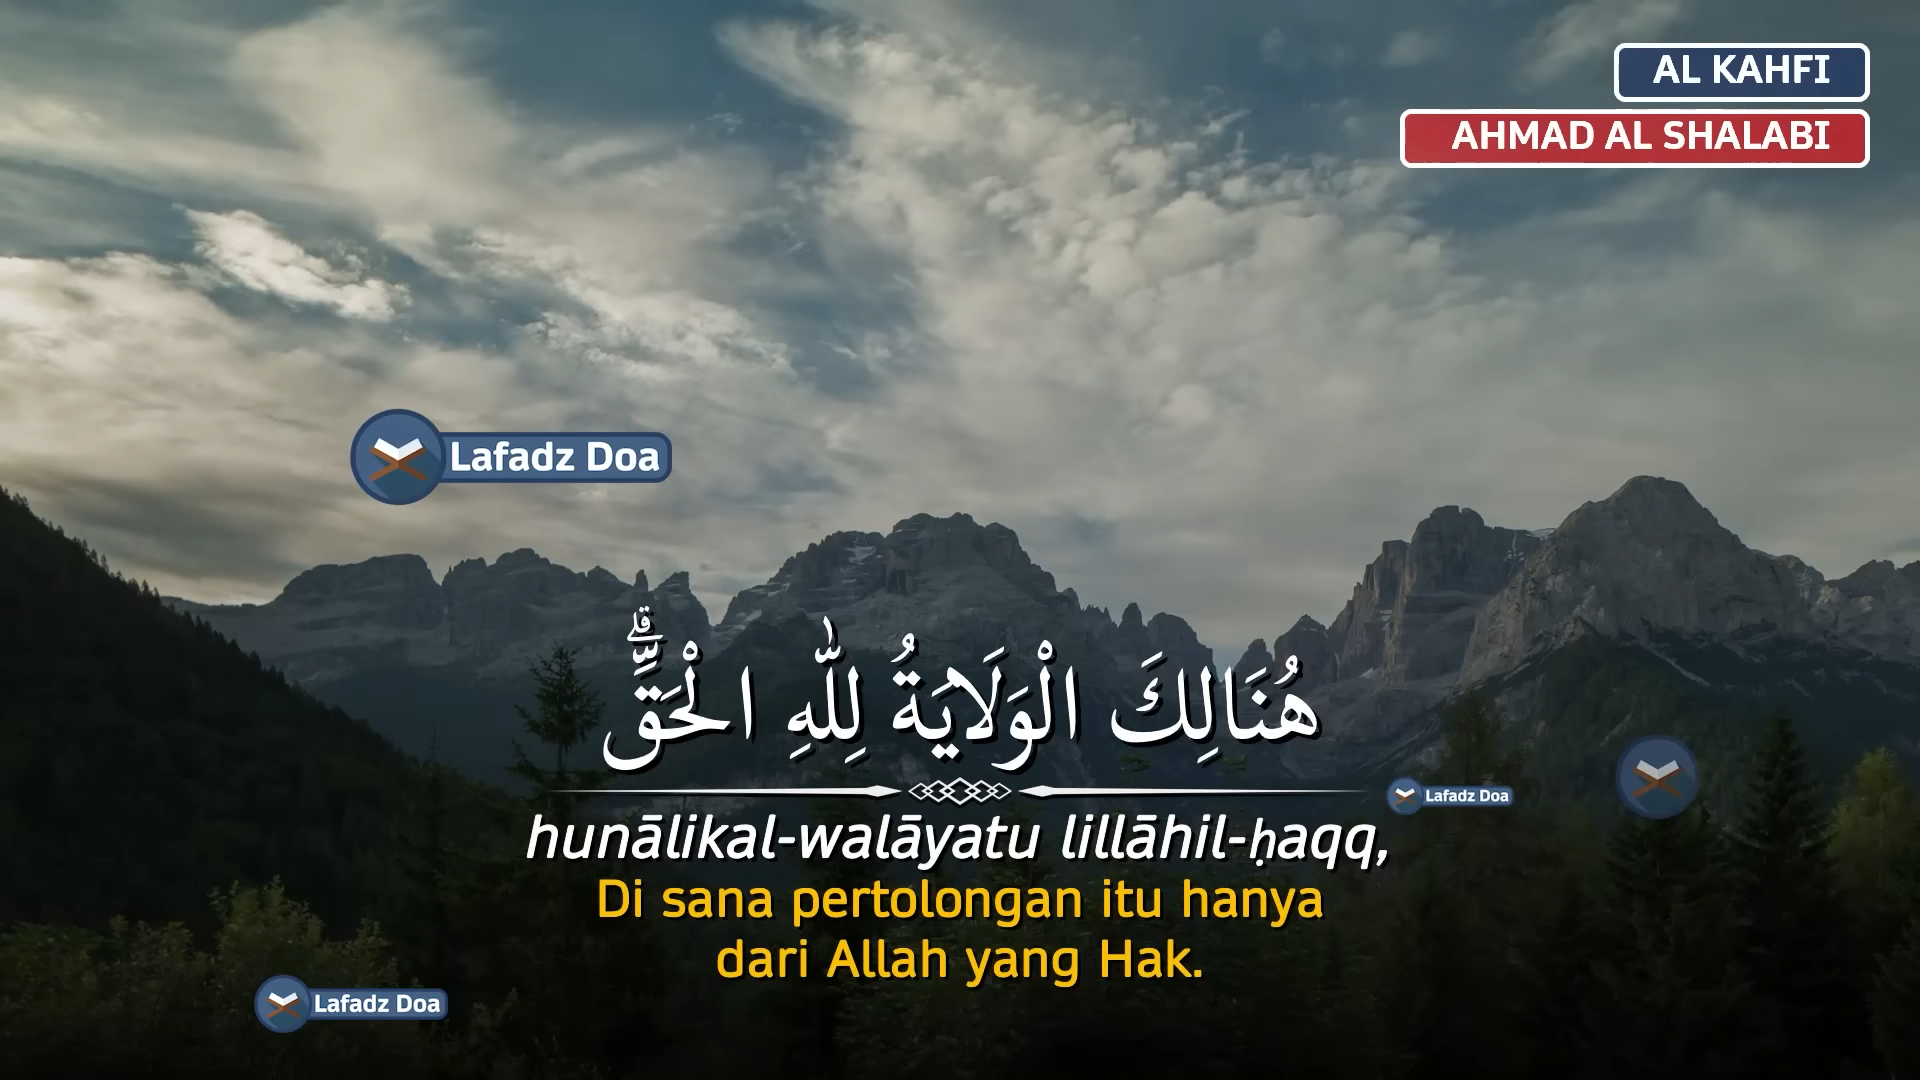 AL KAHFI
AHMAD AL SHALABI
Lafadz Doa
هُنَالِكَ الْوَلَايَةُ لِلّٰهِ الْحَقِّۗ
Lafadz Doa
hunālikal-walāyatu lillāhil-ḥaqq,
Di sana pertolongan itu hanya
dari Allah yang Hak.
Lafadz Doa